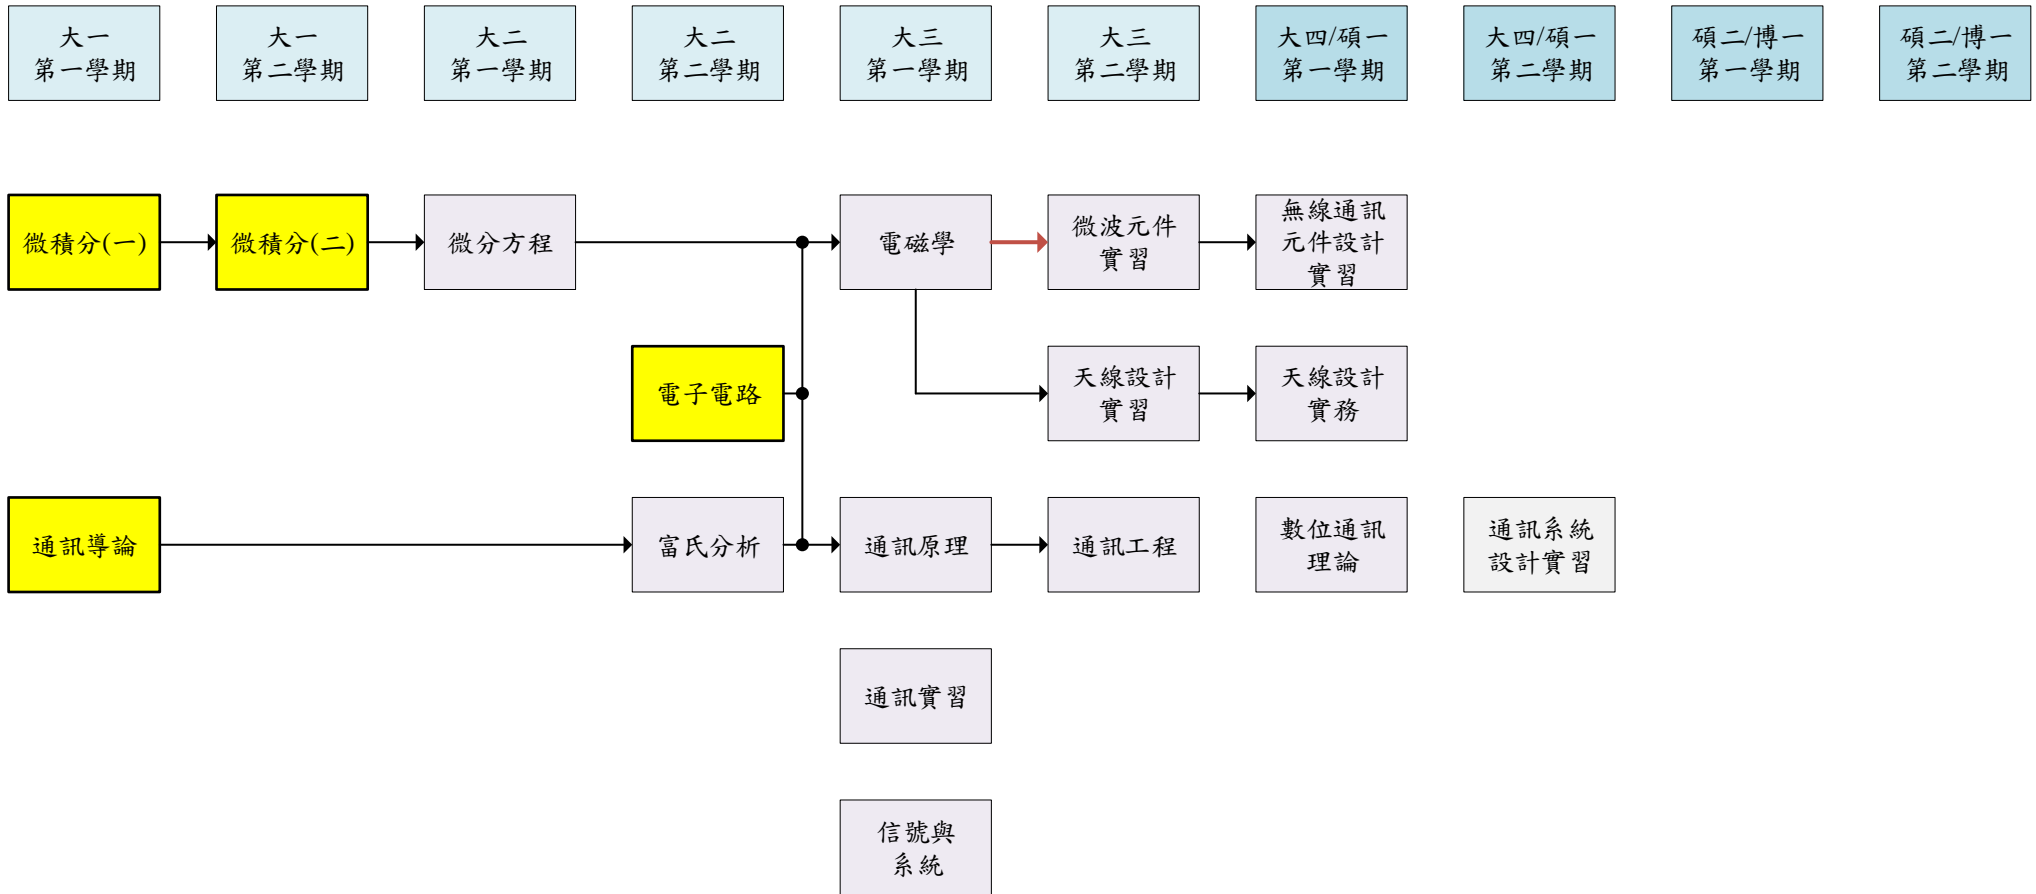 大一
第一學期
大一
第二學期
大二
第一學期
大二
第二學期
大三
第一學期
大三
第二學期
大四/碩一
第一學期
大四/碩一
第二學期
碩二/博一
第一學期
碩二/博一
第二學期
微積分(一)
微積分(二)
微分方程
電磁學
微波元件
實習
無線通訊
元件設計
實習
電子電路
天線設計
實習
天線設計
實務
通訊導論
富氏分析
通訊原理
通訊工程
數位通訊
理論
通訊系統
設計實習
通訊實習
信號與
系統